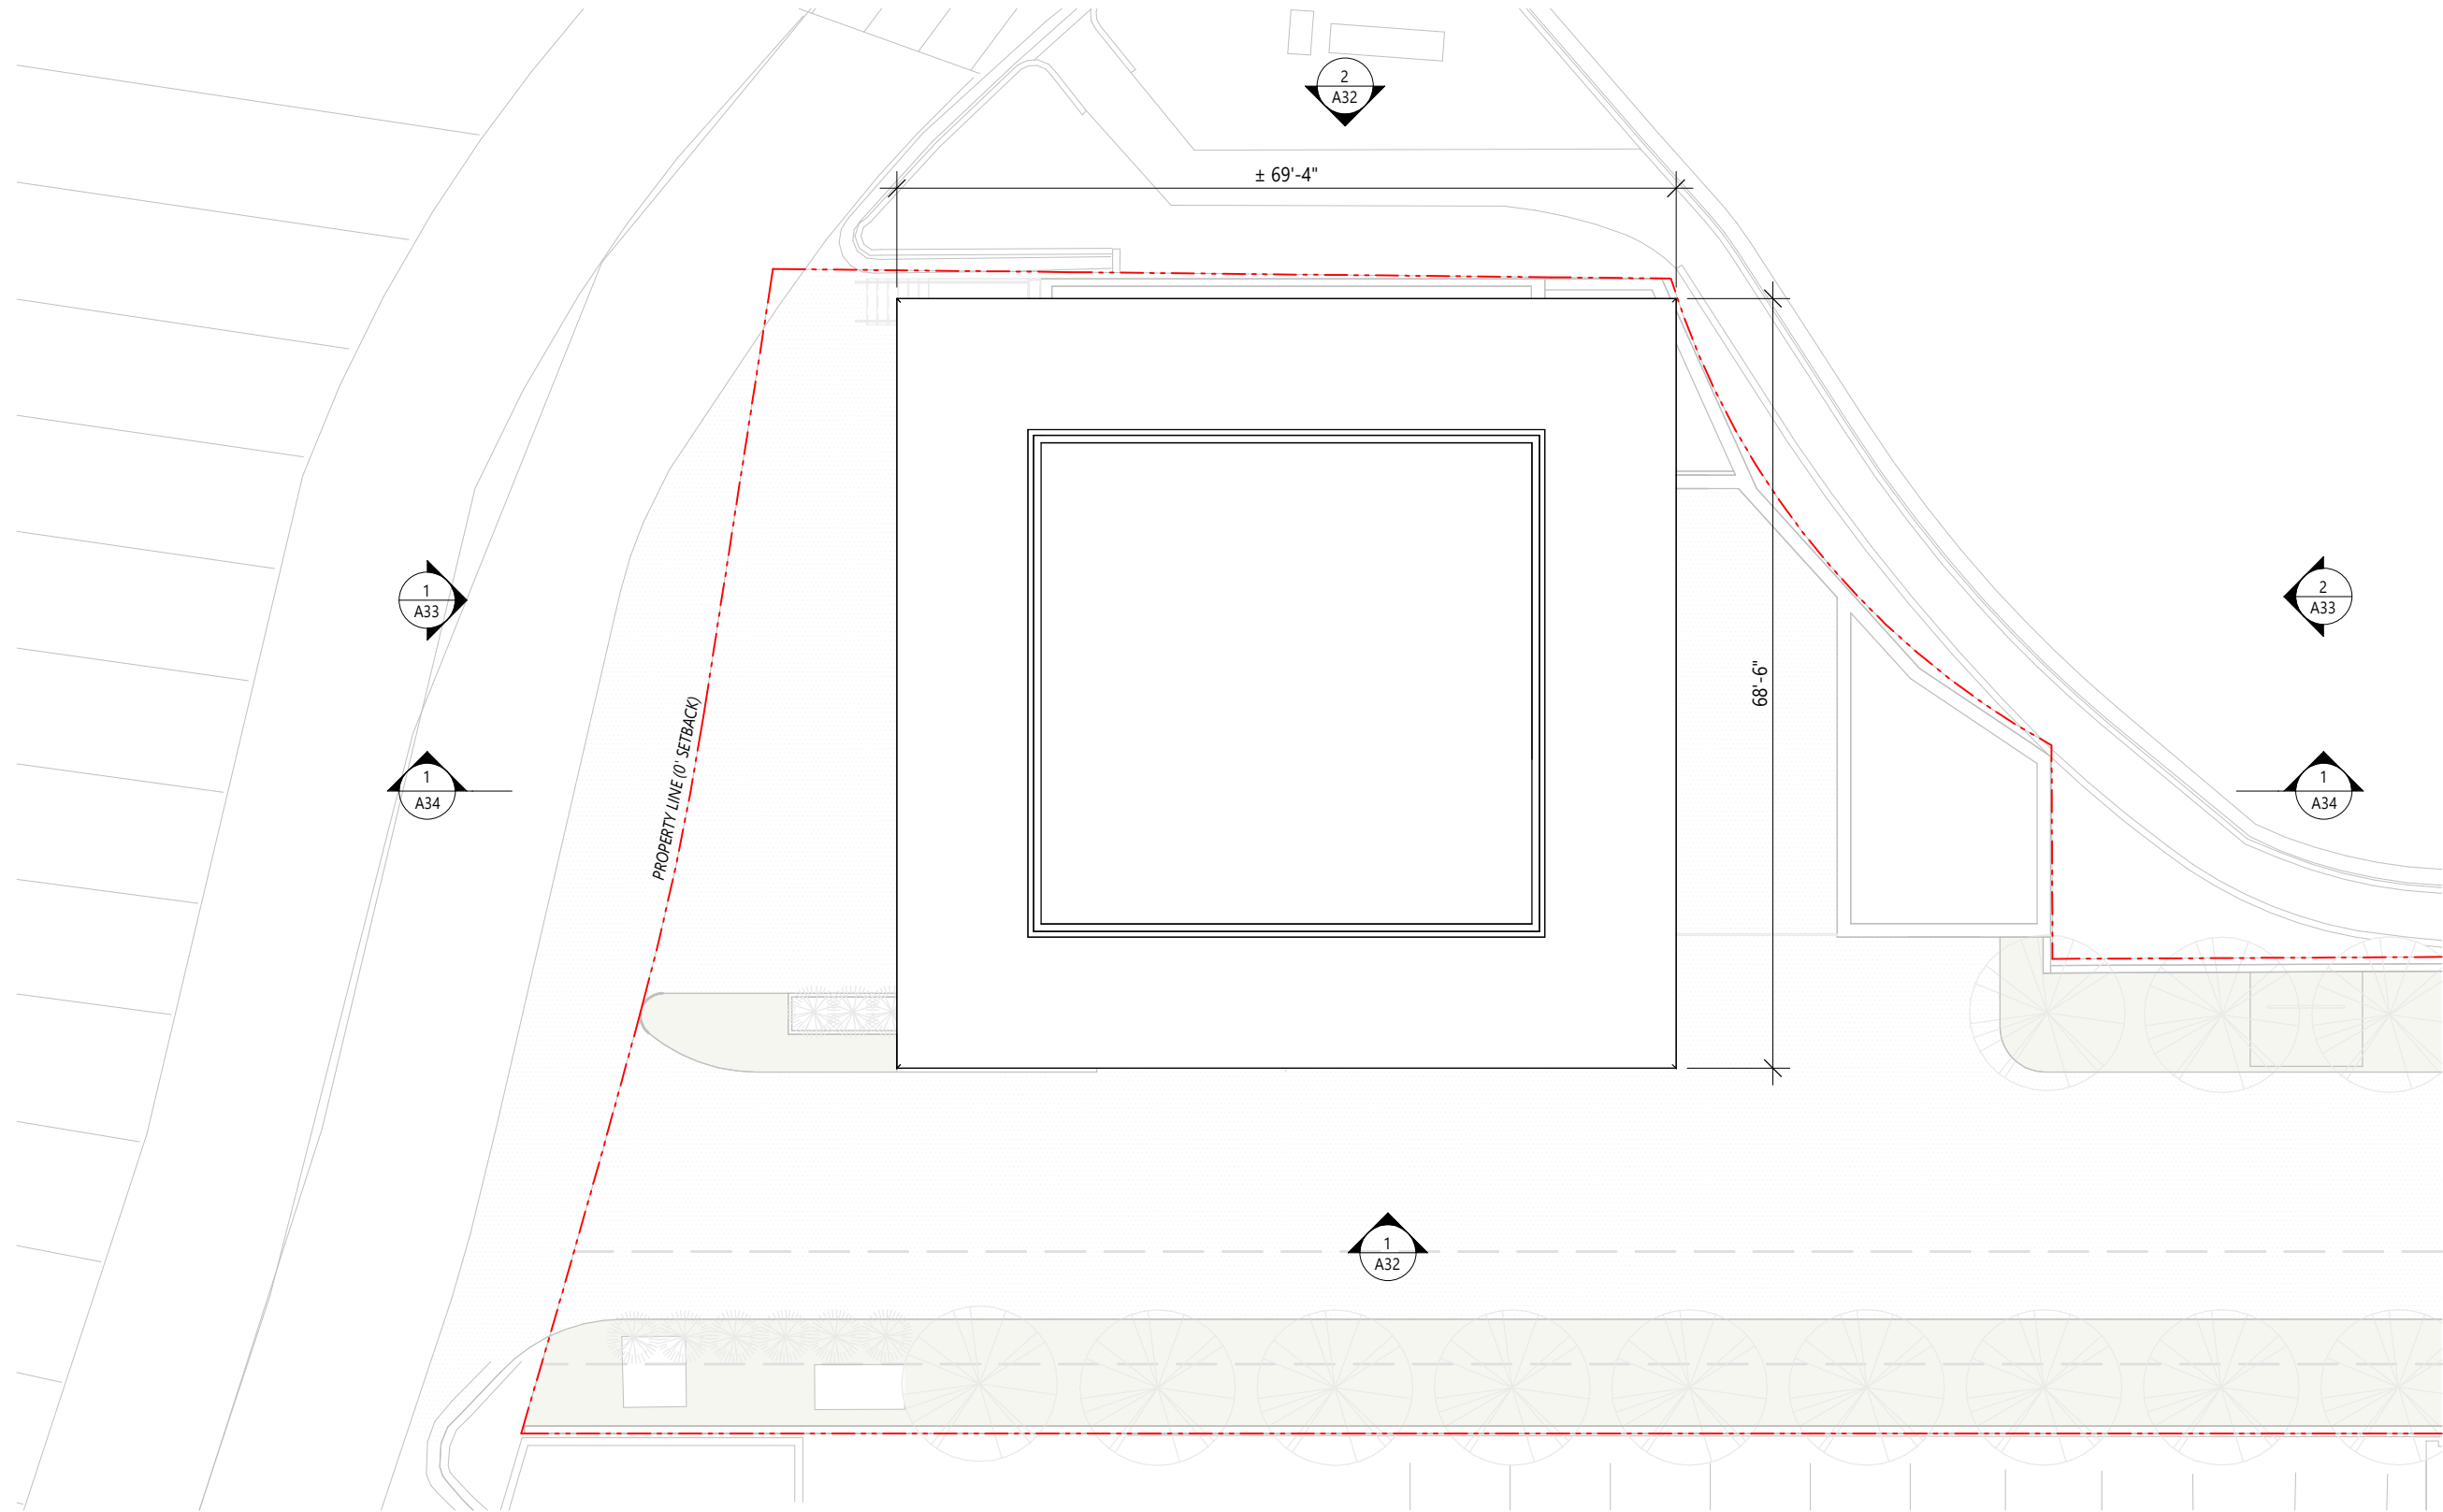 2
A32
± 69'-4"
1
A33
2
A33
68'-6"
PROPERTY LINE (0' SETBACK)
1
A34
1
A34
1
A32